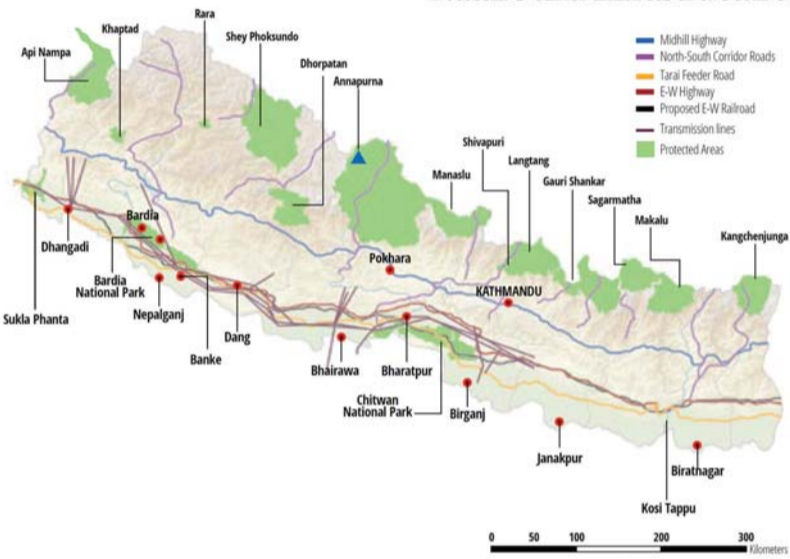 Rara
Khaptad
Shey Phoksundo
Api Nampa
Dhorpatan
Annapurna
Midhill Highway
North-South Corridor Roads
Tarai Feeder Road
E-W Highway
Proposed E-W Railroad
Transmission lines
Protected Areas
Shivapuri
Langtang
Manaslu
Gauri Shankar
Sagarmatha
Makalu
Kangchenjunga
Bardia
Dhangadi
Pokhara
KATHMANDU
Bardia
National Park
Sukla Phanta
Nepalganj
Dang
Banke
Bhairawa
Bharatpur
Chitwan
National Park
Birganj
Janakpur
Biratnagar
Kosi Tappu
0 50 100 200 300
Kilometers